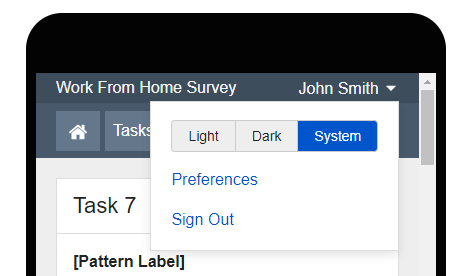 Work From Home Survey
John Smith
Tasks
Light Dark System
Preferences
Sign Out
Task 7
[Pattern Label]